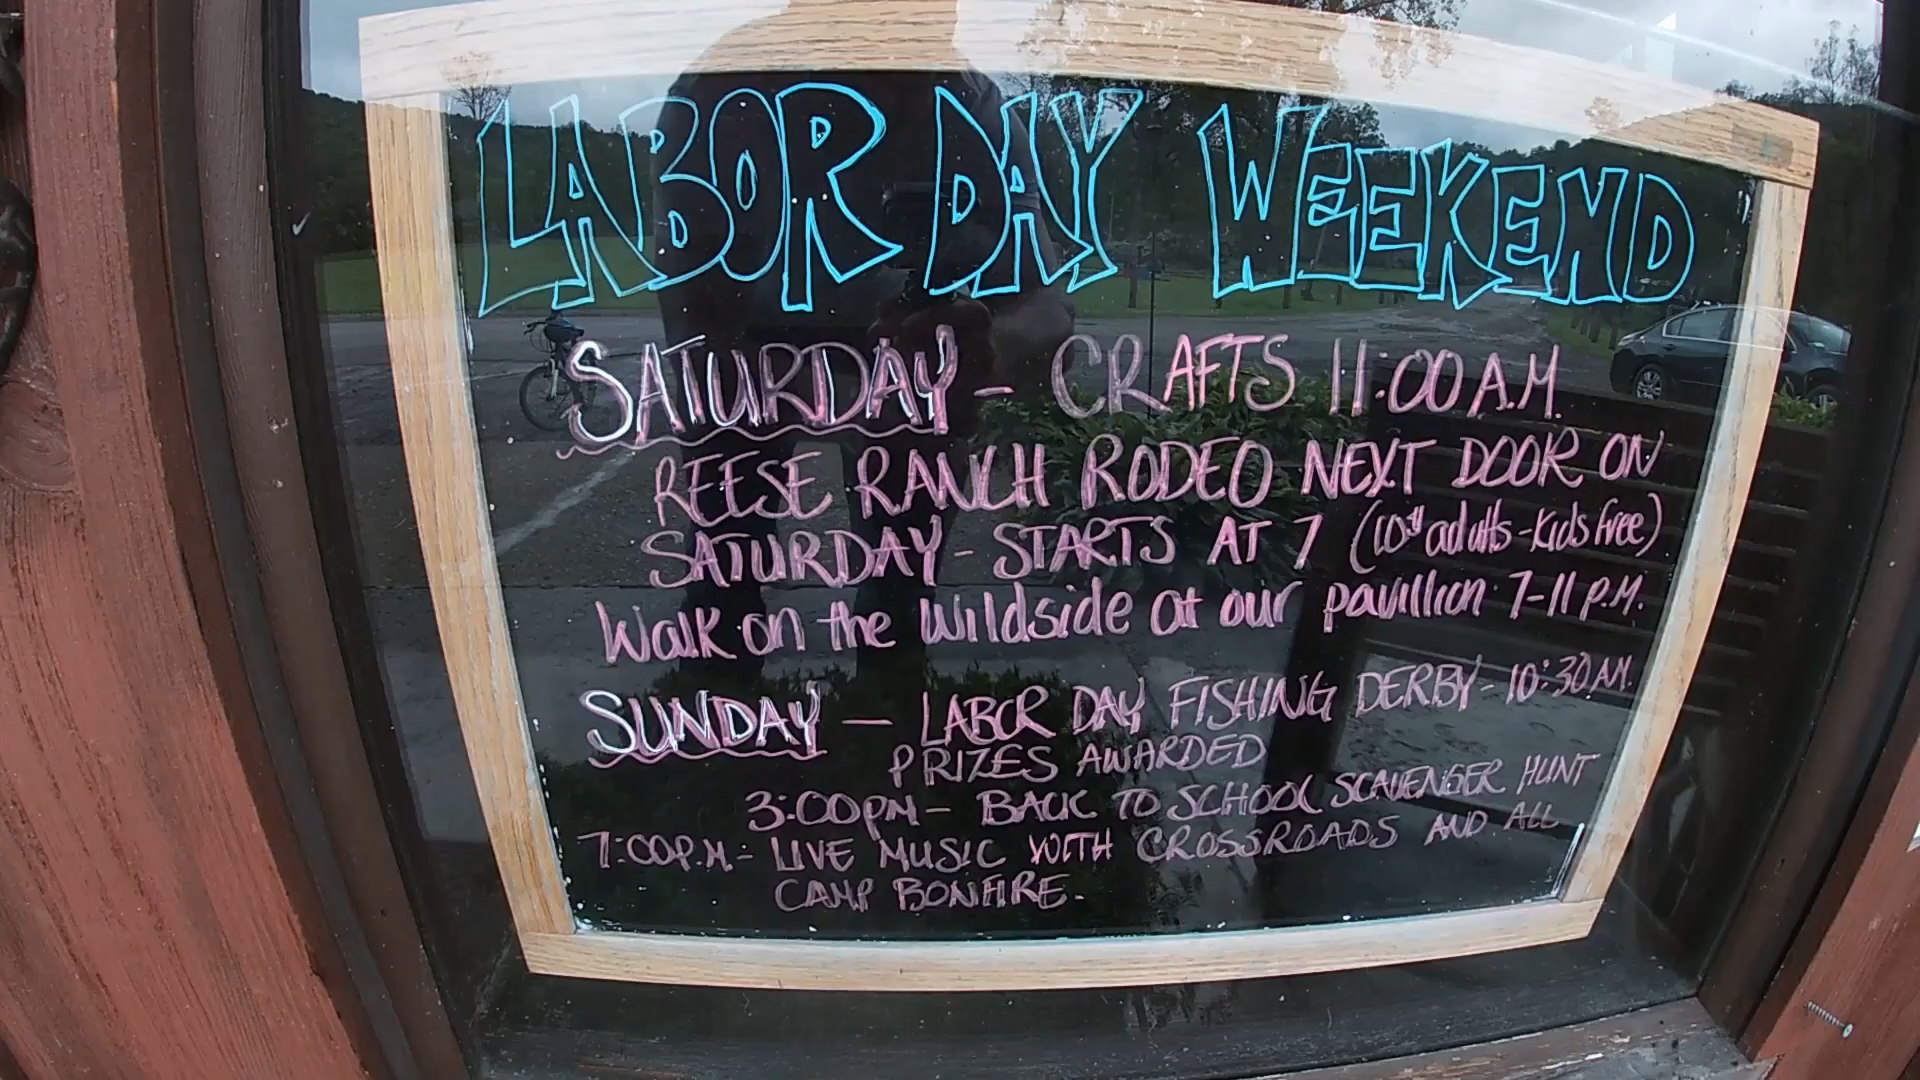 LABOR DAY WEEKEND
SATURDAY - CRAFTS 11:00 A.M.
REESE RANCH RODEO NEXT DOOR ON
SATURDAY - STARTS AT 7 (10$ adults - kids free)
Walk on the Wildside at our pavillion 7-11 P.M.
SUNDAY — LABOR DAY FISHING DERBY - 10:30 AM.
PRIZES AWARDED
3:00PM - BACK TO SCHOOL SCAVENGER HUNT
7:00P.M. - LIVE MUSIC WITH CROSSROADS AND ALL
CAMP BONFIRE.